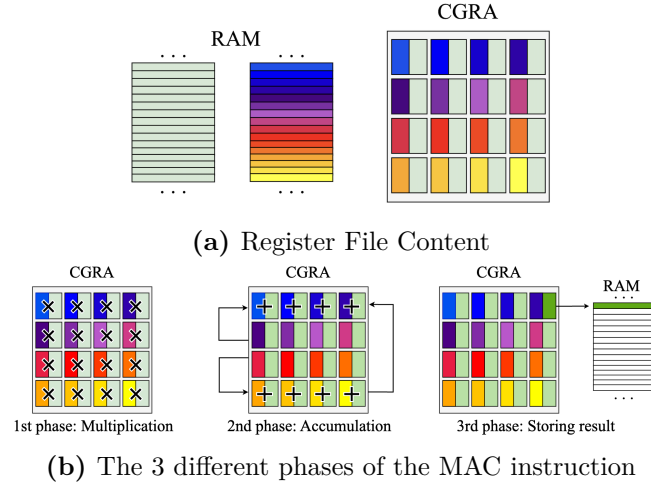 CGRA
RAM
. . .
. . .
. . .
. . .
(a) Register File Content
CGRA
CGRA
CGRA
RAM
. . .
. . .
1st phase: Multiplication
2nd phase: Accumulation
3rd phase: Storing result
(b) The 3 different phases of the MAC instruction